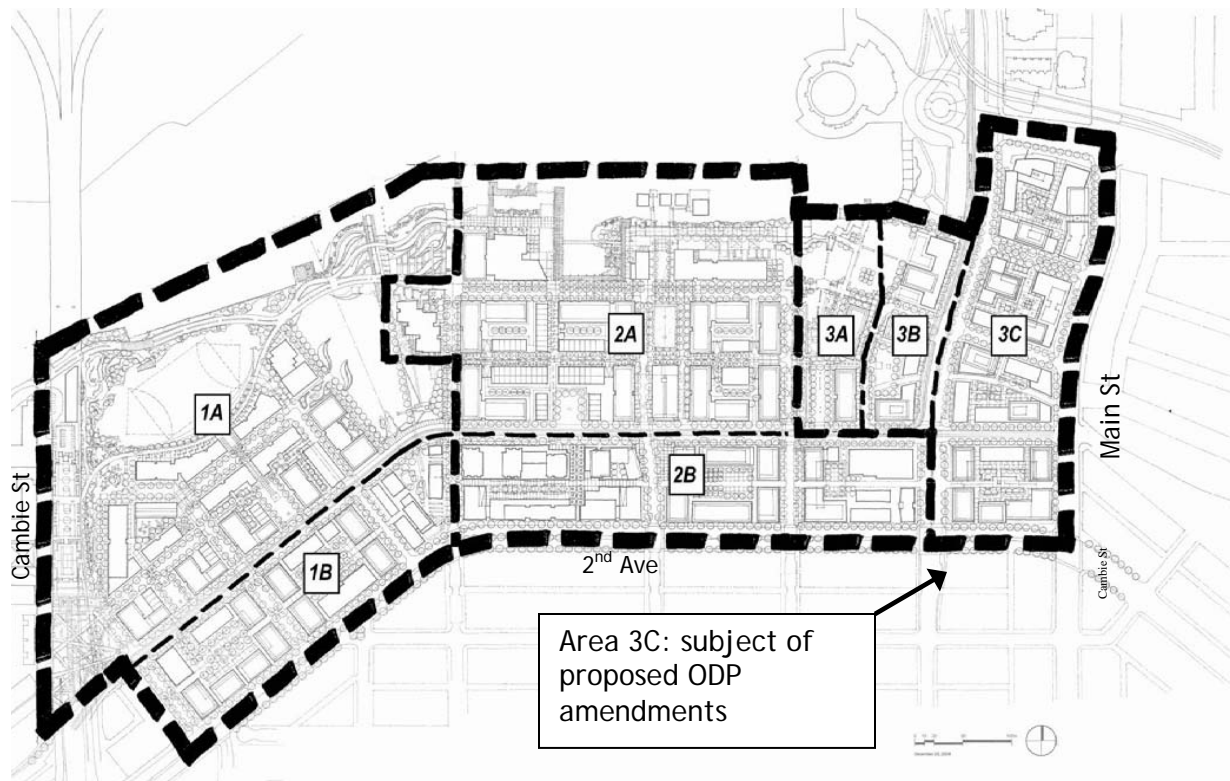 3A
3B
3C
2A
1A
2B
1B
Cambie St
Main St
2nd Ave
Cambie St
Area 3C: subject of
proposed ODP
amendments